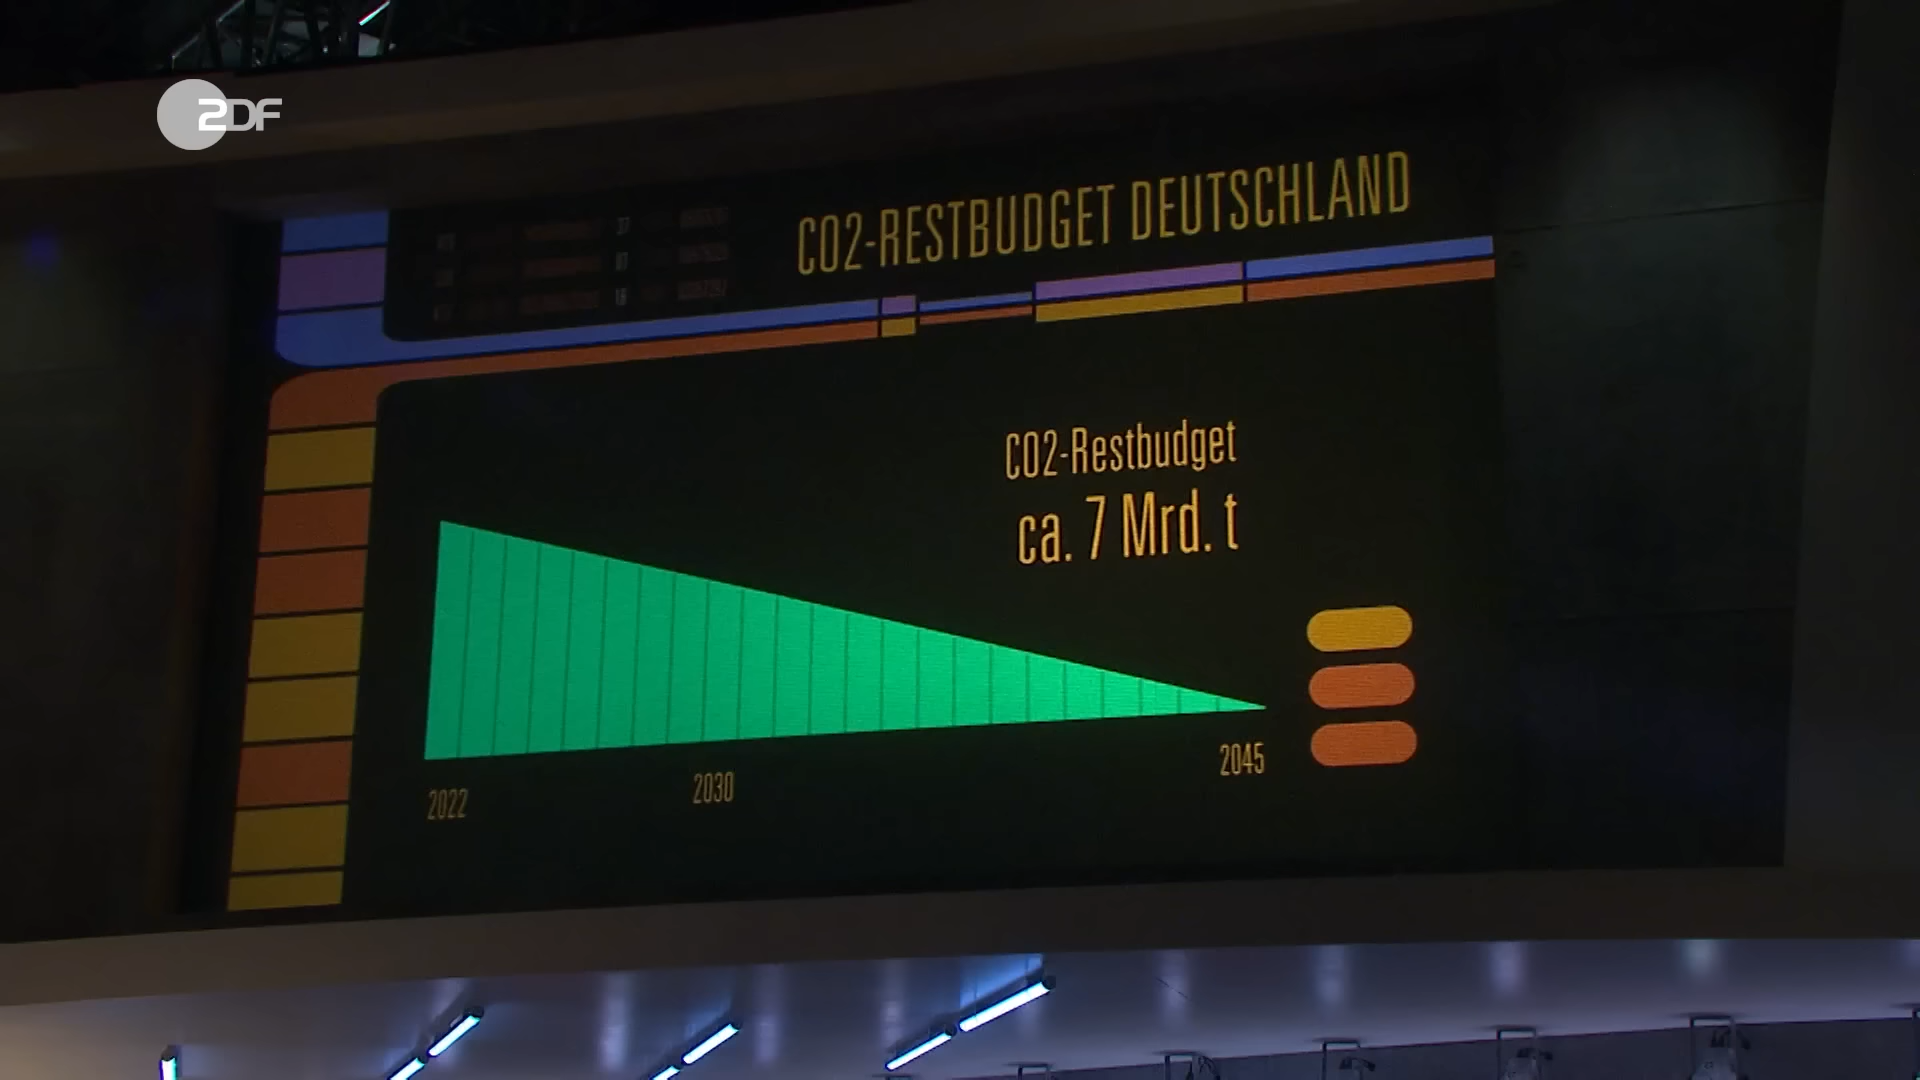 ZDF
CO2-RESTBUDGET DEUTSCHLAND
CO2-Restbudget
ca. 7 Mrd. t
2022
2030
2045